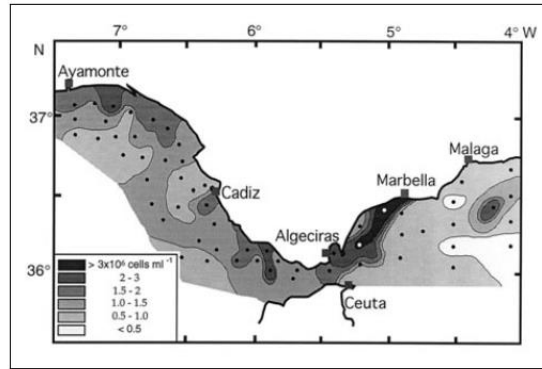 7° 6° 5° 4° W
N
Ayamonte
37°
Malaga
Marbella
Cadiz
Algeciras
> 3x10⁶ cells ml ⁻¹
2 - 3
1.5 - 2
1.0 - 1.5
0.5 - 1.0
< 0.5
36°
Ceuta